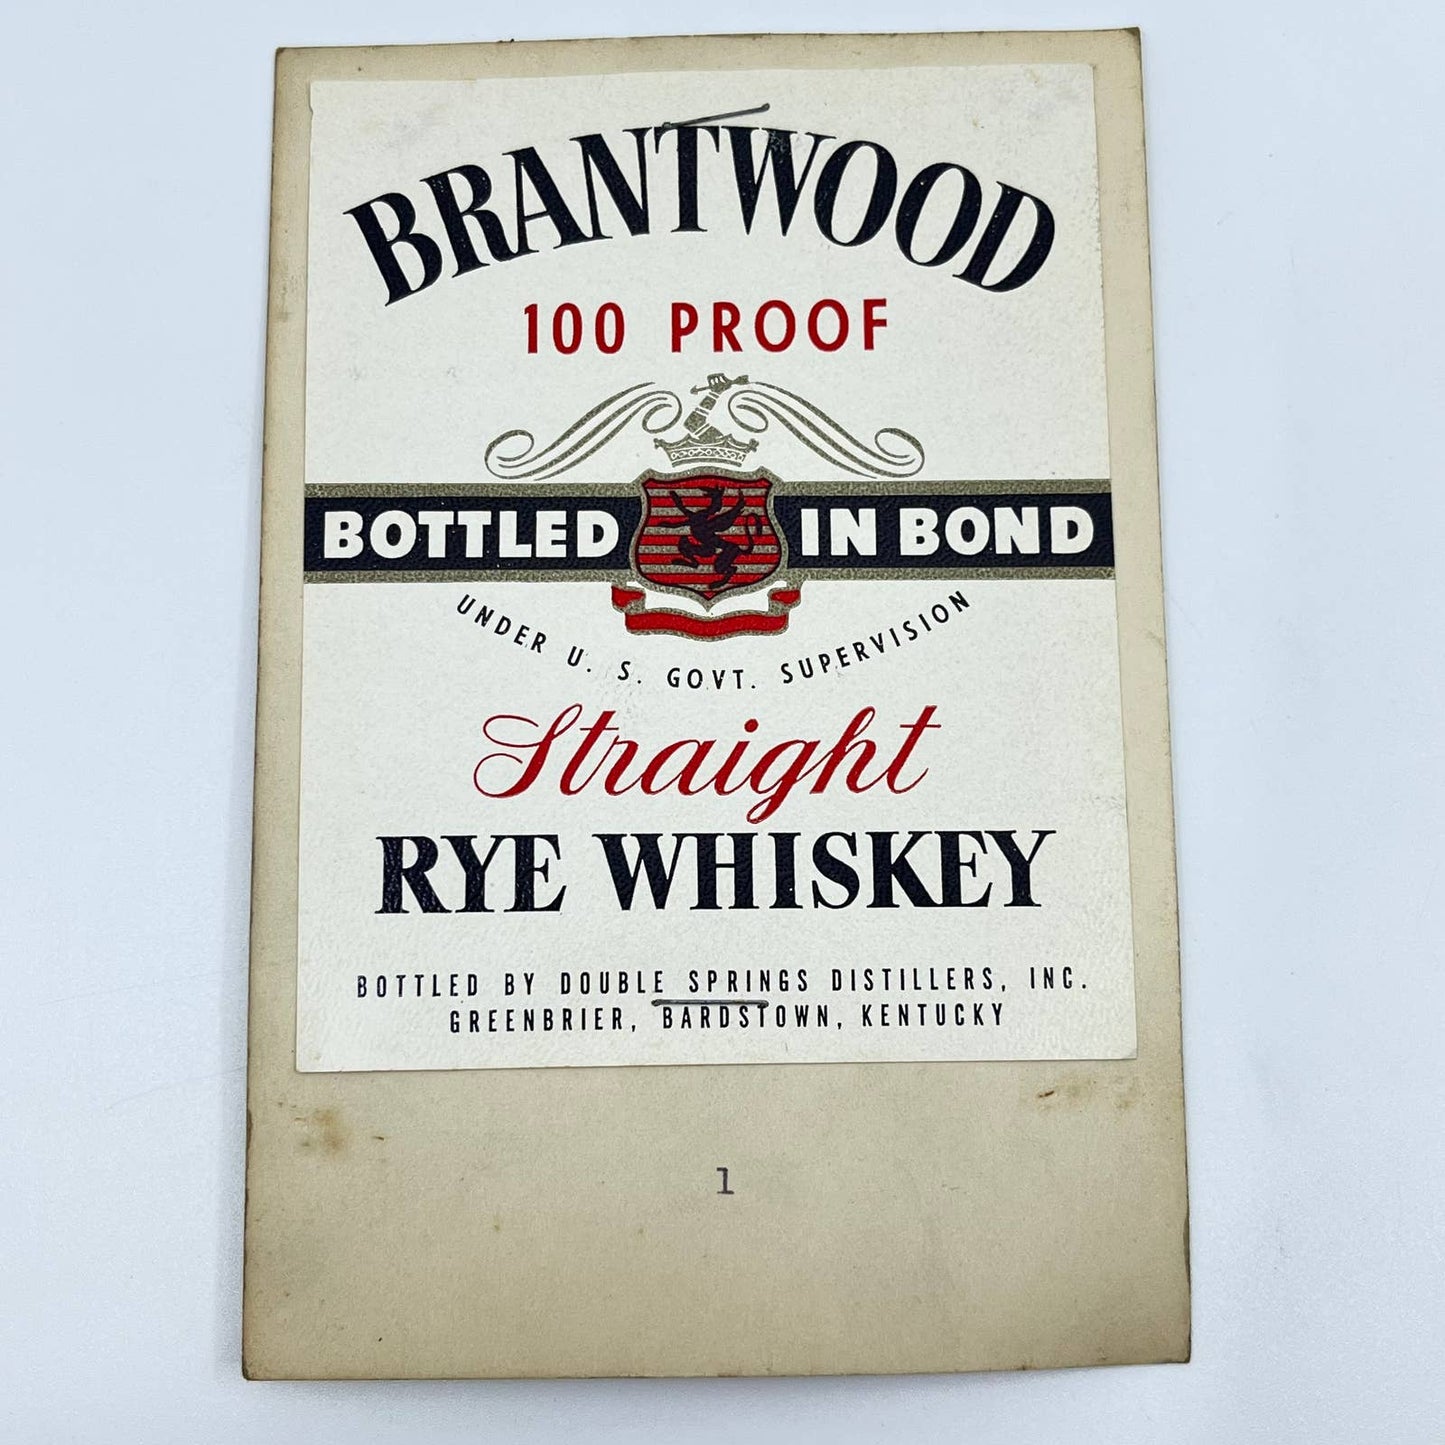 BRANTWOOD
100 PROOF
BOTTLED IN BOND
UNDER U. S. GOVT. SUPERVISION
Straight
RYE WHISKEY
BOTTLED BY DOUBLE SPRINGS DISTILLERS, INC.
GREENBRIER, BARDSTOWN, KENTUCKY
1